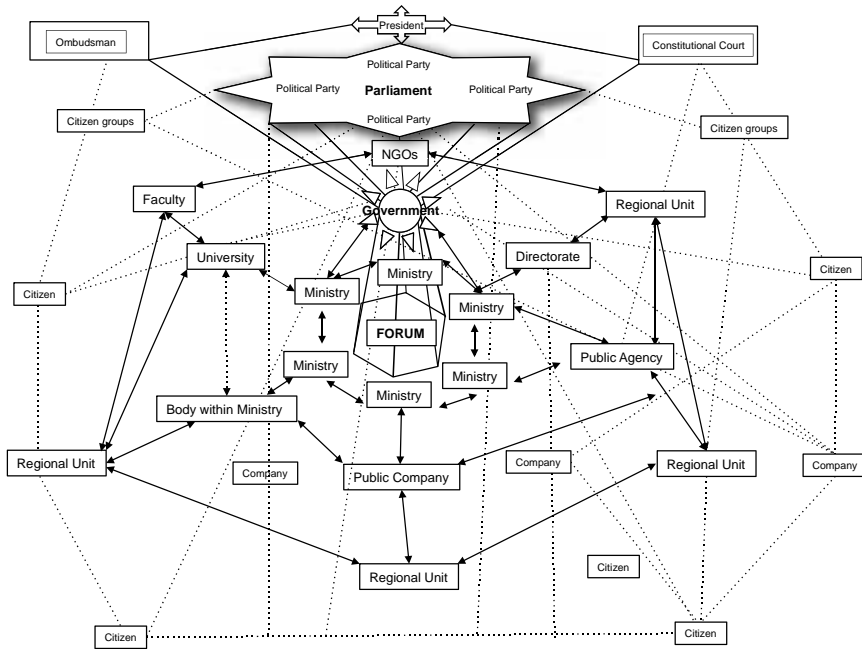 President
Ombudsman
Constitutional Court
Political Party
Political Party
Parliament
Political Party
Political Party
Citizen groups
Citizen groups
NGOs
Faculty
Regional Unit
Government
University
Directorate
Ministry
Citizen
Citizen
Ministry
Ministry
FORUM
Public Agency
Ministry
Ministry
Ministry
Body within Ministry
Regional Unit
Company
Public Company
Company
Regional Unit
Company
Citizen
Regional Unit
Citizen
Citizen